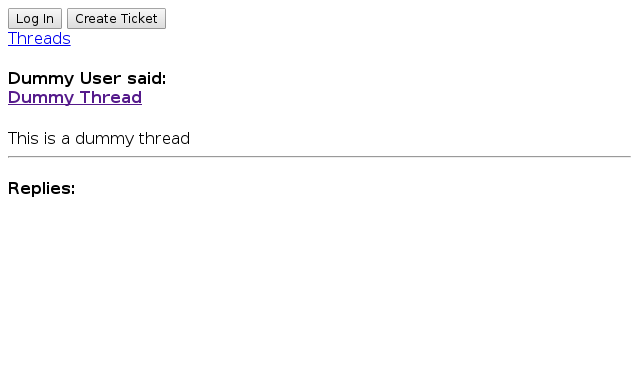 Log In Create Ticket
Threads
Dummy User said:
Dummy Thread
This is a dummy thread
Replies: